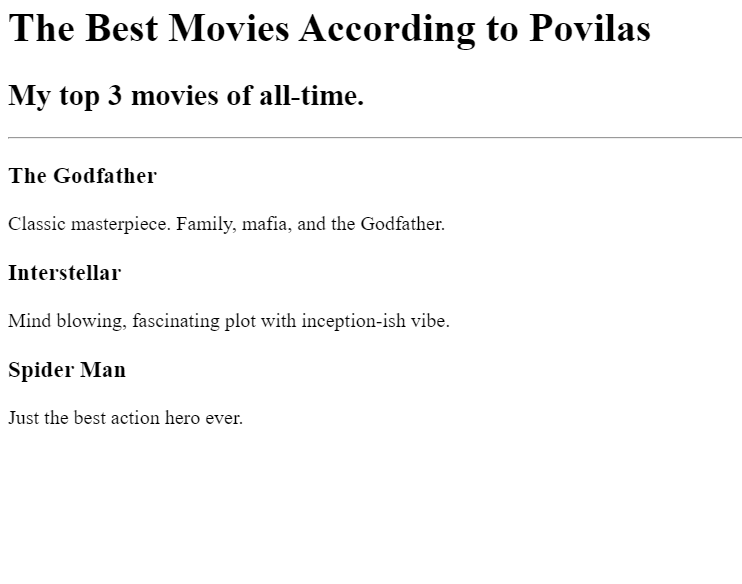 The Best Movies According to Povilas
My top 3 movies of all-time.
The Godfather
Classic masterpiece. Family, mafia, and the Godfather.
Interstellar
Mind blowing, fascinating plot with inception-ish vibe.
Spider Man
Just the best action hero ever.